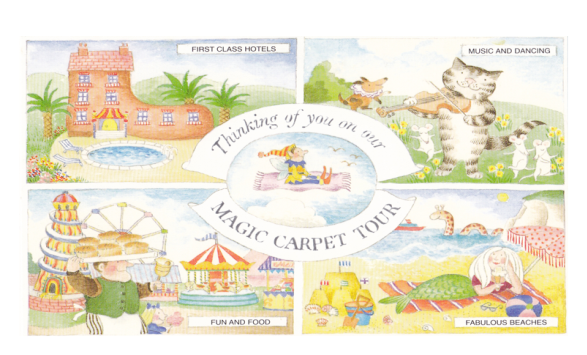 FIRST CLASS HOTELS
MUSIC AND DANCING
Thinking of you on our
MAGIC CARPET TOUR
FUN AND FOOD
FABULOUS BEACHES